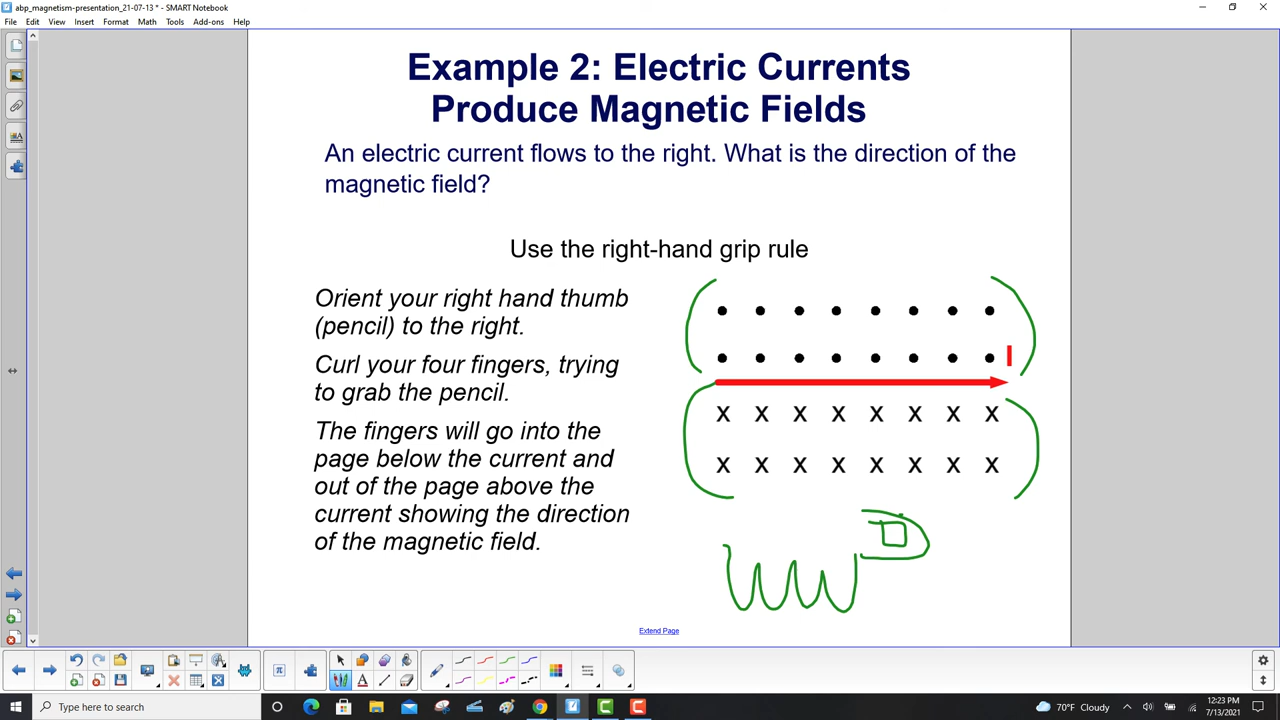 abp_magnetism-presentation_21-07-13 * - SMART Notebook
File Edit View Insert Format Math Tools Add-ons Help
Example 2: Electric Currents
Produce Magnetic Fields
An electric current flows to the right. What is the direction of the
magnetic field?
Use the right-hand grip rule
Orient your right hand thumb
(pencil) to the right.
Curl your four fingers, trying
to grab the pencil.
The fingers will go into the
page below the current and
out of the page above the
current showing the direction
of the magnetic field.
I
x x x x x x x x
x x x x x x x x
Extend Page
Type here to search
70°F Cloudy
12:23 PM
7/13/2021